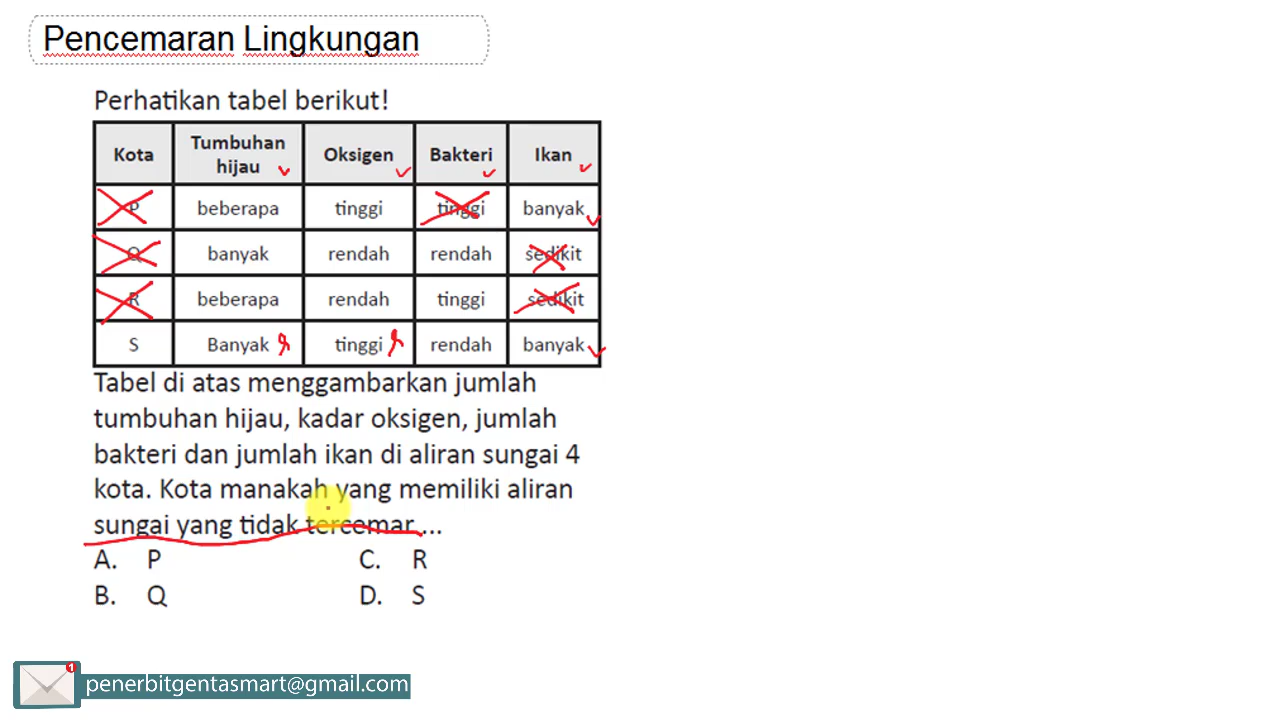 Pencemaran Lingkungan
Perhatikan tabel berikut!
Kota Tumbuhan hijau Oksigen Bakteri Ikan
P beberapa tinggi tinggi banyak
Q banyak rendah rendah sedikit
R beberapa rendah tinggi sedikit
S Banyak tinggi rendah banyak
Tabel di atas menggambarkan jumlah
tumbuhan hijau, kadar oksigen, jumlah
bakteri dan jumlah ikan di aliran sungai 4
kota. Kota manakah yang memiliki aliran
sungai yang tidak tercemar ...
A. P C. R
B. Q D. S
1
penerbitgentasmart@gmail.com